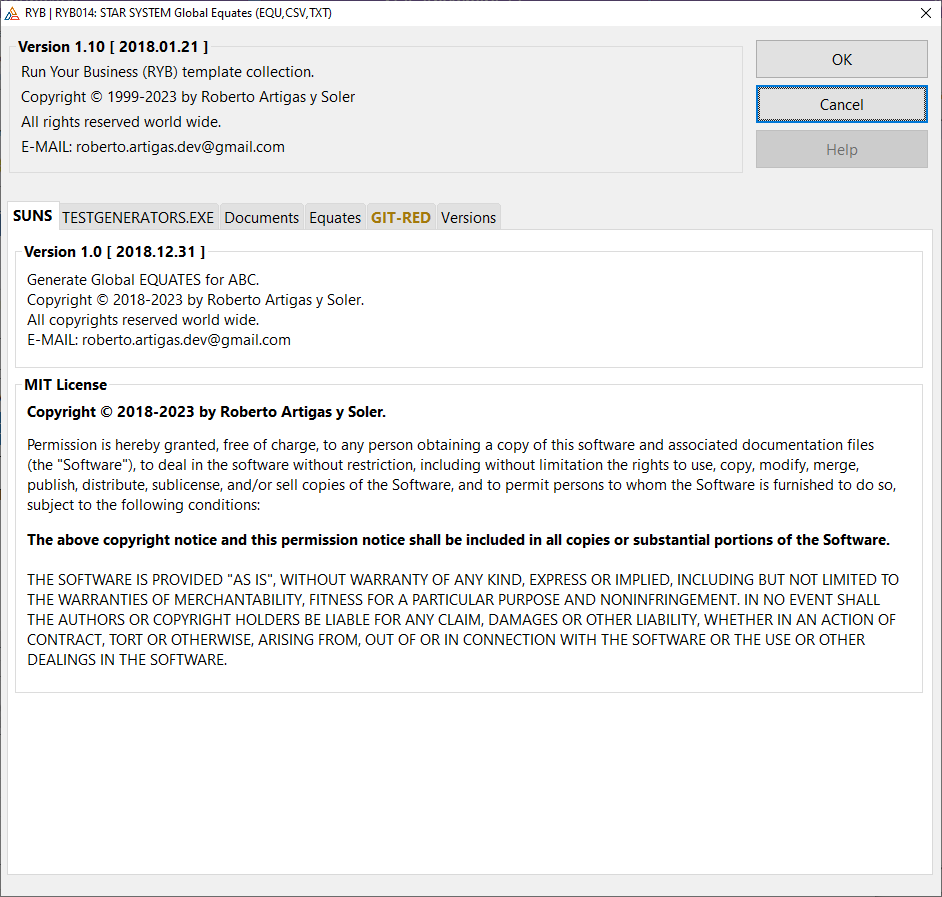 RYB | RYB014: STAR SYSTEM Global Equates (EQU,CSV,TXT)
Version 1.10 [ 2018.01.21 ]
Run Your Business (RYB) template collection.
Copyright © 1999-2023 by Roberto Artigas y Soler
All rights reserved world wide.
E-MAIL: roberto.artigas.dev@gmail.com
OK
Cancel
Help
SUNS TESTGENERATORS.EXE Documents Equates GIT-RED Versions
Version 1.0 [ 2018.12.31 ]
Generate Global EQUATES for ABC.
Copyright © 2018-2023 by Roberto Artigas y Soler.
All copyrights reserved world wide.
E-MAIL: roberto.artigas.dev@gmail.com
MIT License
Copyright © 2018-2023 by Roberto Artigas y Soler.
Permission is hereby granted, free of charge, to any person obtaining a copy of this software and associated documentation files
(the "Software"), to deal in the software without restriction, including without limitation the rights to use, copy, modify, merge,
publish, distribute, sublicense, and/or sell copies of the Software, and to permit persons to whom the Software is furnished to do so,
subject to the following conditions:
The above copyright notice and this permission notice shall be included in all copies or substantial portions of the Software.
THE SOFTWARE IS PROVIDED "AS IS", WITHOUT WARRANTY OF ANY KIND, EXPRESS OR IMPLIED, INCLUDING BUT NOT LIMITED TO
THE WARRANTIES OF MERCHANTABILITY, FITNESS FOR A PARTICULAR PURPOSE AND NONINFRINGEMENT. IN NO EVENT SHALL
THE AUTHORS OR COPYRIGHT HOLDERS BE LIABLE FOR ANY CLAIM, DAMAGES OR OTHER LIABILITY, WHETHER IN AN ACTION OF
CONTRACT, TORT OR OTHERWISE, ARISING FROM, OUT OF OR IN CONNECTION WITH THE SOFTWARE OR THE USE OR OTHER
DEALINGS IN THE SOFTWARE.